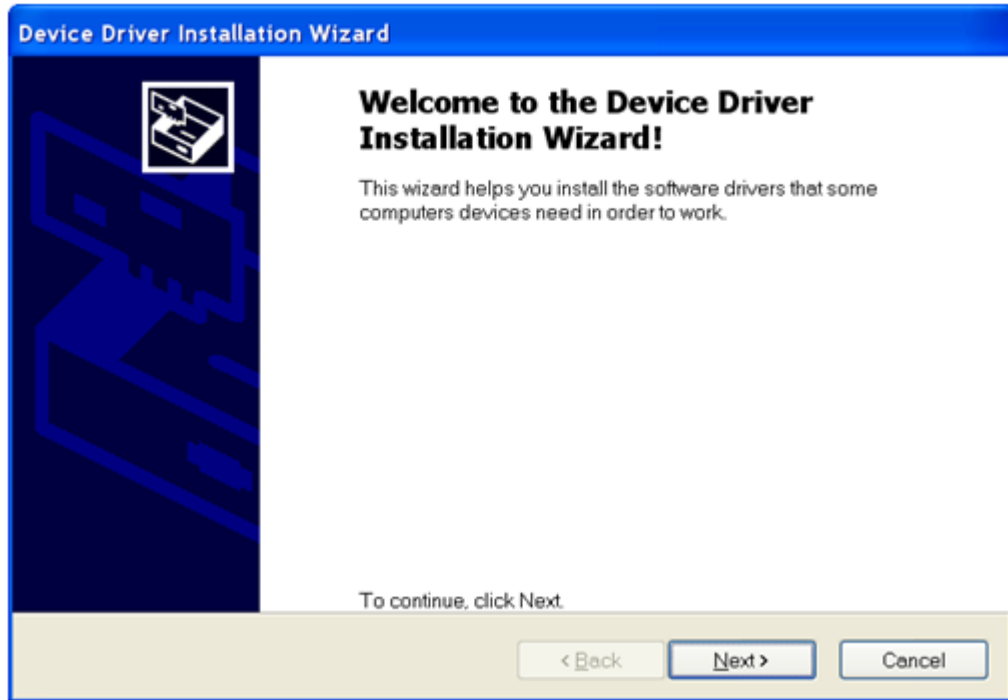 Device Driver Installation Wizard
Welcome to the Device Driver
Installation Wizard!
This wizard helps you install the software drivers that some
computers devices need in order to work.
To continue, click Next.
< Back
Next >
Cancel